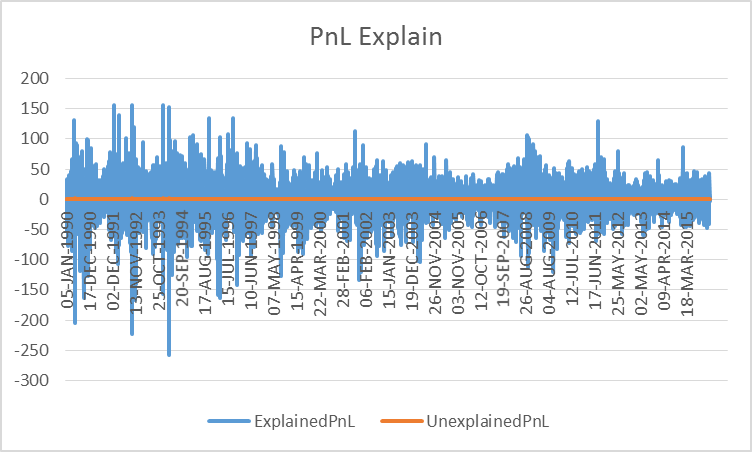 PnL Explain
200
150
100
50
0
-50
-100
-150
-200
-250
-300
05-JAN-1990
17-DEC-1990
02-DEC-1991
13-NOV-1992
25-OCT-1993
20-SEP-1994
17-AUG-1995
15-JUL-1996
10-JUN-1997
07-MAY-1998
15-APR-1999
22-MAR-2000
28-FEB-2001
06-FEB-2002
15-JAN-2003
19-DEC-2003
26-NOV-2004
03-NOV-2005
12-OCT-2006
19-SEP-2007
26-AUG-2008
04-AUG-2009
12-JUL-2010
17-JUN-2011
25-MAY-2012
02-MAY-2013
09-APR-2014
18-MAR-2015
ExplainedPnL UnexplainedPnL